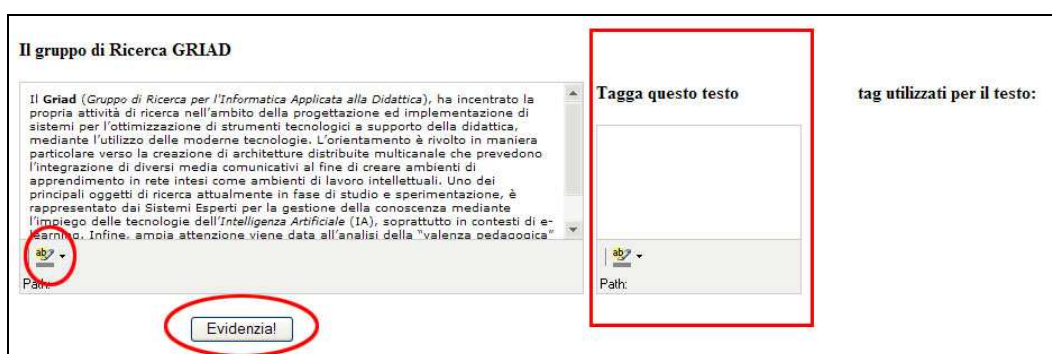 Il gruppo di Ricerca GRIAD
Il Griad (Gruppo di Ricerca per l'Informatica Applicata alla Didattica), ha incentrato la
propria attività di ricerca nell'ambito della progettazione ed implementazione di
sistemi per l'ottimizzazione di strumenti tecnologici a supporto della didattica,
mediante l'utilizzo delle moderne tecnologie. L'orientamento è rivolto in maniera
particolare verso la creazione di architetture distribuite multicanale che prevedono
l'integrazione di diversi media comunicativi al fine di creare ambienti di
apprendimento in rete intesi come ambienti di lavoro intellettuali. Uno dei
principali oggetti di ricerca attualmente in fase di studio e sperimentazione, è
rappresentato dai Sistemi Esperti per la gestione della conoscenza mediante
l'impiego delle tecnologie dell'Intelligenza Artificiale (IA), soprattutto in contesti di e-
learning. Infine, ampia attenzione viene data all'analisi della "valenza pedagogica"
ab
Path:
Evidenzia!
Tagga questo testo
ab
Path:
tag utilizzati per il testo: